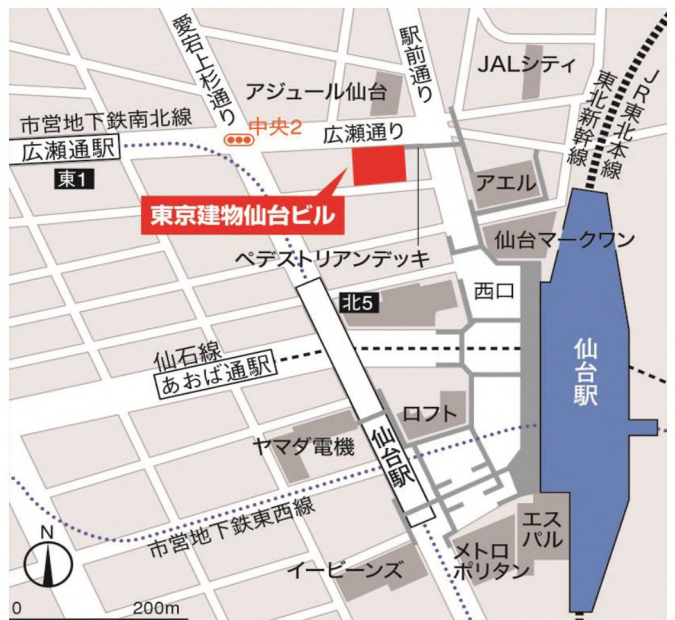 愛宕上杉通り
駅前通り
JALシティ
アジュール仙台
JR東北本線
東北新幹線
市営地下鉄南北線
中央2
広瀬通り
広瀬通駅
東1
アエル
東京建物仙台ビル
仙台マークワン
ペデストリアンデッキ
北5
西口
仙石線
あおば通駅
仙台駅
ロフト
ヤマダ電機
仙台駅
市営地下鉄東西線
エス
パル
メトロ
ポリタン
イービーンズ
N
0
200m